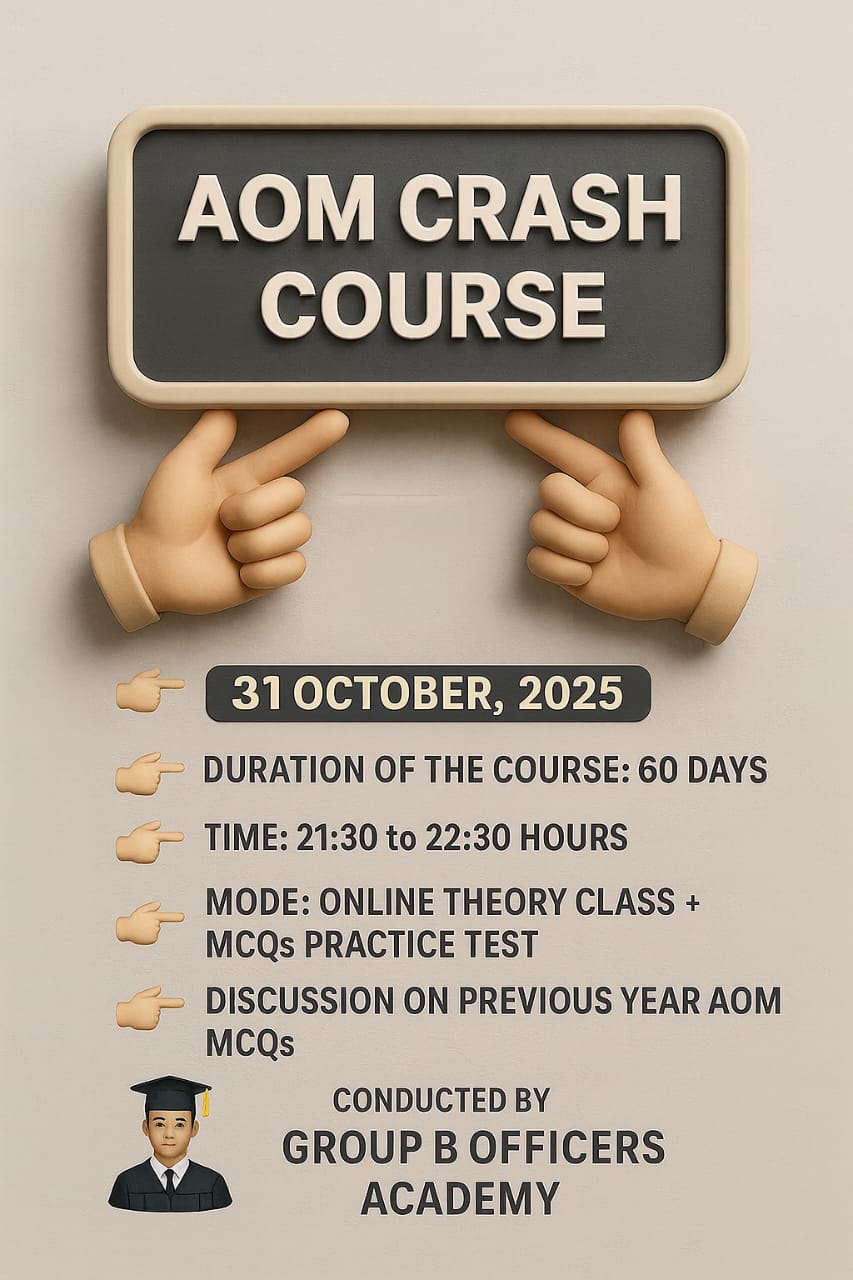 AOM CRASH
COURSE
31 OCTOBER, 2025
DURATION OF THE COURSE: 60 DAYS
TIME: 21:30 to 22:30 HOURS
MODE: ONLINE THEORY CLASS +
MCQs PRACTICE TEST
DISCUSSION ON PREVIOUS YEAR AOM
MCQs
CONDUCTED BY
GROUP B OFFICERS
ACADEMY